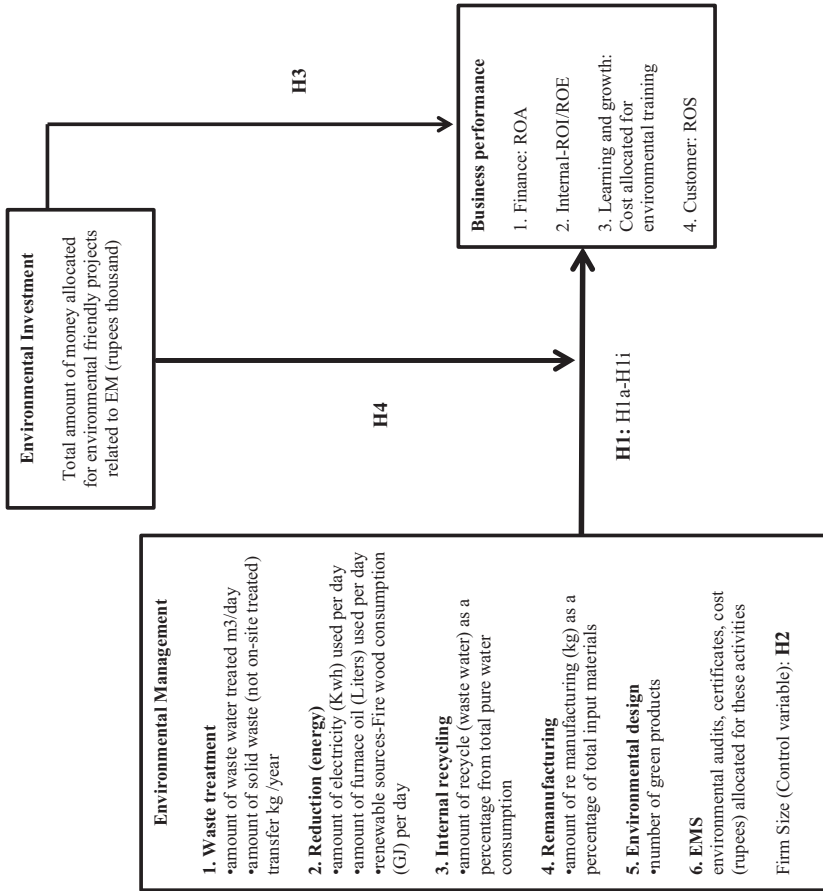 Environmental Management
1. Waste treatment
•amount of waste water treated m3/day
•amount of solid waste (not on-site treated)
transfer kg /year
2. Reduction (energy)
•amount of electricity (Kwh) used per day
•amount of furnace oil (Liters) used per day
•renewable sources-Fire wood consumption
(GJ) per day
3. Internal recycling
•amount of recycle (waste water) as a
percentage from total pure water
consumption
4. Remanufacturing
•amount of re manufacturing (kg) as a
percentage of total input materials
5. Environmental design
•number of green products
6. EMS
environmental audits, certificates, cost
(rupees) allocated for these activities
Firm Size (Control variable): H2
Environmental Investment
Total amount of money allocated
for environmental friendly projects
related to EM (rupees thousand)
H4
H3
H1: H1a-H1i
Business performance
1. Finance: ROA
2. Internal-ROI/ROE
3. Learning and growth:
Cost allocated for
environmental training
4. Customer: ROS